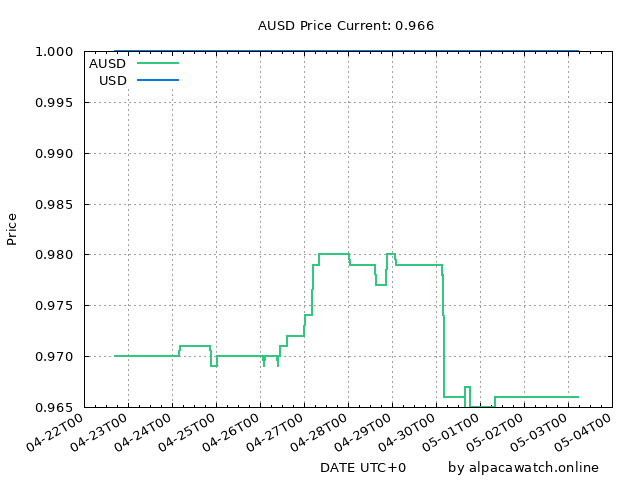 AUSD Price Current: 0.966
1.000
0.995
0.990
0.985
0.980
0.975
0.970
0.965
Price
AUSD
USD
04-22T00
04-23T00
04-24T00
04-25T00
04-26T00
04-27T00
04-28T00
04-29T00
04-30T00
05-01T00
05-02T00
05-03T00
05-04T00
DATE UTC+0
by alpacawatch.online